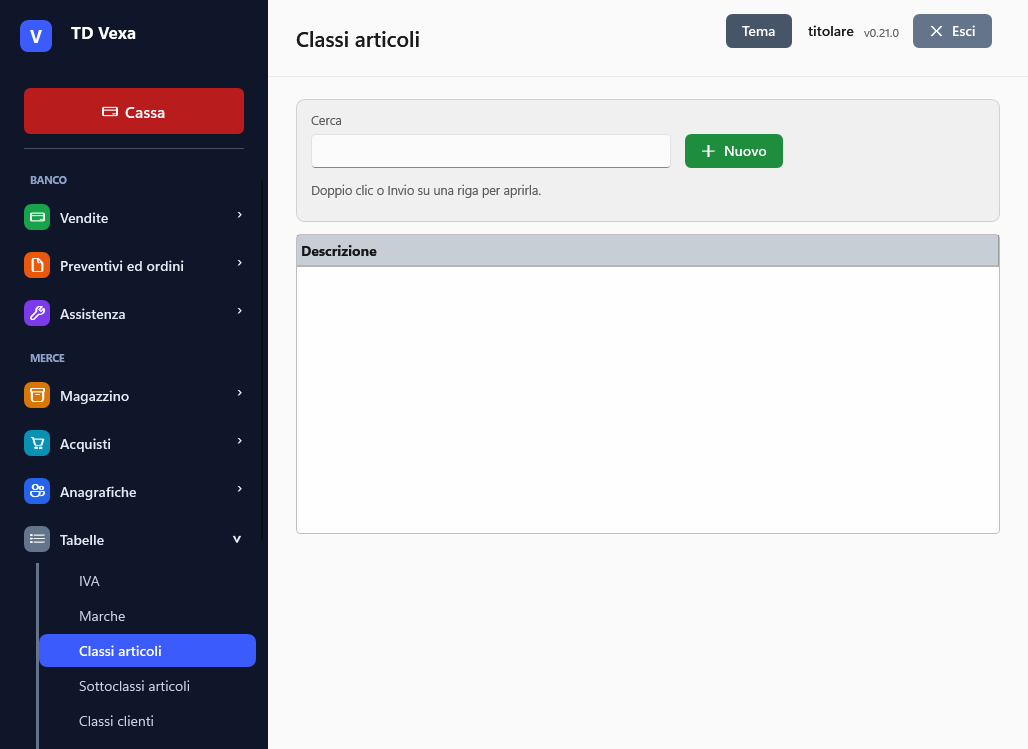 V
TD Vexa
Cassa
BANCO
Vendite
Preventivi ed ordini
Assistenza
MERCE
Magazzino
Acquisti
Anagrafiche
Tabelle
IVA
Marche
Classi articoli
Sottoclassi articoli
Classi clienti
Classi articoli
Tema
titolare
v0.21.0
Esci
Cerca
Nuovo
Doppio clic o Invio su una riga per aprirla.
Descrizione